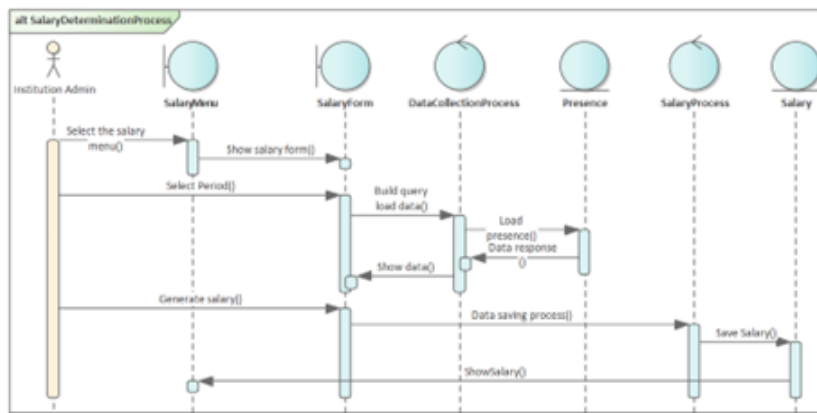 alt SalaryDeterminationProcess
Institution Admin
SalaryMenu
SalaryForm
DataCollectionProcess
Presence
SalaryProcess
Salary
Select the salary
menu()
Show salary form()
Select Period()
Build query
load data()
Load
presence()
Data response
()
Show data()
Generate salary()
Data saving process()
Save Salary()
ShowSalary()